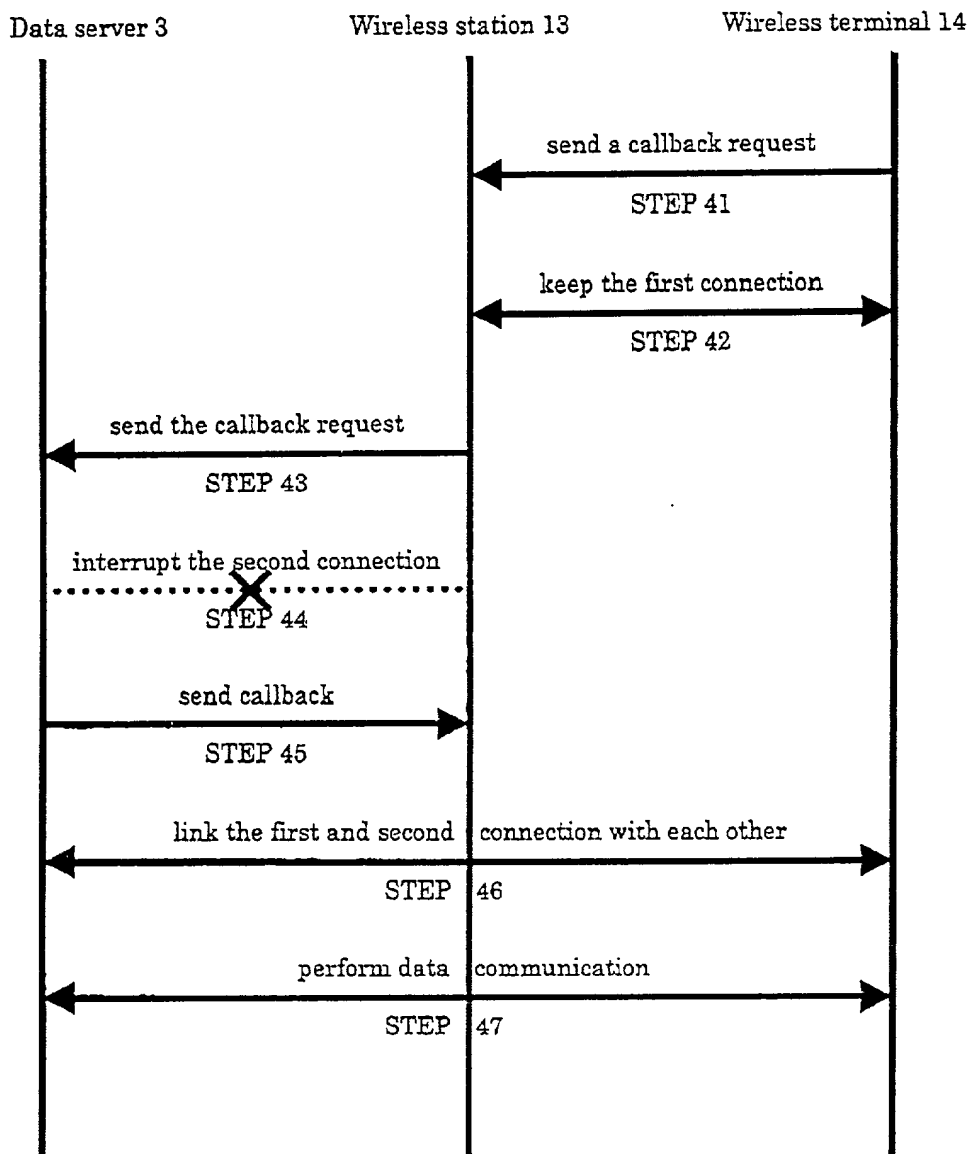 Data server 3 Wireless station 13 Wireless terminal 14
send a callback request
STEP 41
keep the first connection
STEP 42
send the callback request
STEP 43
interrupt the second connection
STEP 44
send callback
STEP 45
link the first and second connection with each other
STEP 46
perform data communication
STEP 47